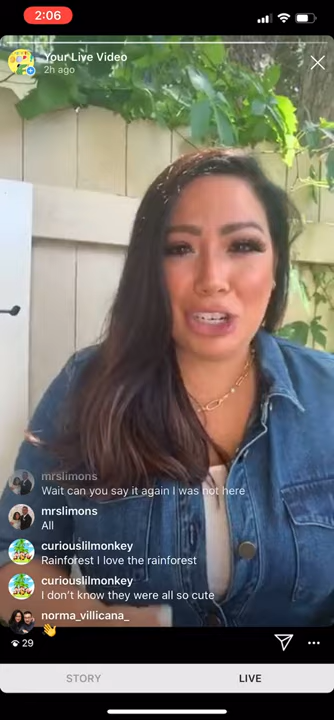 2:06
Your Live Video
2h ago
mrslimons
Wait can you say it again I was not here
mrslimons
All
curiouslilmonkey
Rainforest I love the rainforest
curiouslilmonkey
I don't know they were all so cute
norma_villicana_
29
STORY
LIVE